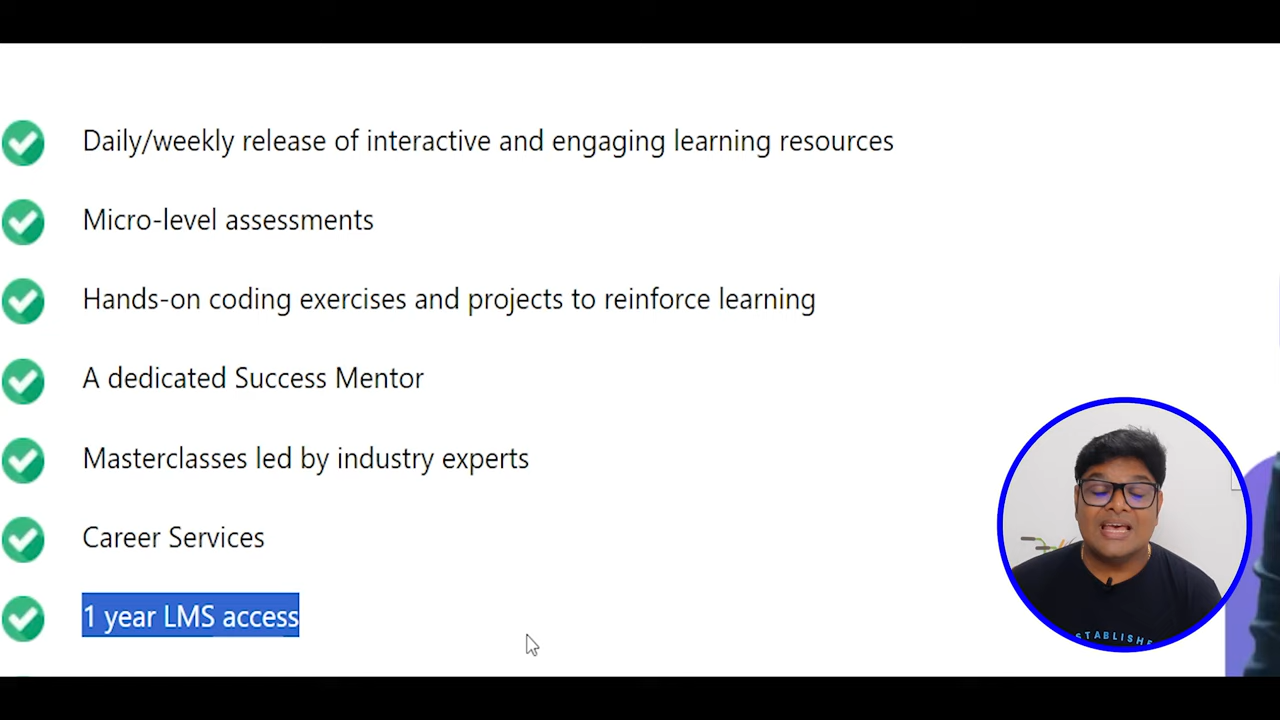 Daily/weekly release of interactive and engaging learning resources
Micro-level assessments
Hands-on coding exercises and projects to reinforce learning
A dedicated Success Mentor
Masterclasses led by industry experts
Career Services
1 year LMS access
STABLISHE